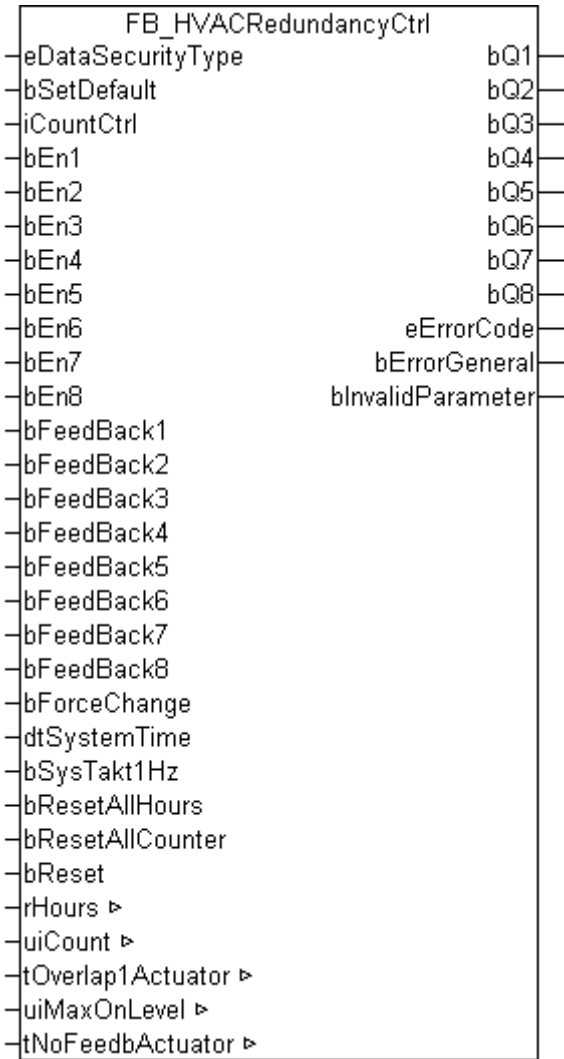 FB_HVACRedundancyCtrl
eDataSecurityType bQ1
bSetDefault bQ2
iCountCtrl bQ3
bEn1 bQ4
bEn2 bQ5
bEn3 bQ6
bEn4 bQ7
bEn5 bQ8
bEn6 eErrorCode
bEn7 bErrorGeneral
bEn8 bInvalidParameter
bFeedBack1
bFeedBack2
bFeedBack3
bFeedBack4
bFeedBack5
bFeedBack6
bFeedBack7
bFeedBack8
bForceChange
dtSystemTime
bSysTakt1Hz
bResetAllHours
bResetAllCounter
bReset
rHours ▹
uiCount ▹
tOverlap1Actuator ▹
uiMaxOnLevel ▹
tNoFeedbActuator ▹